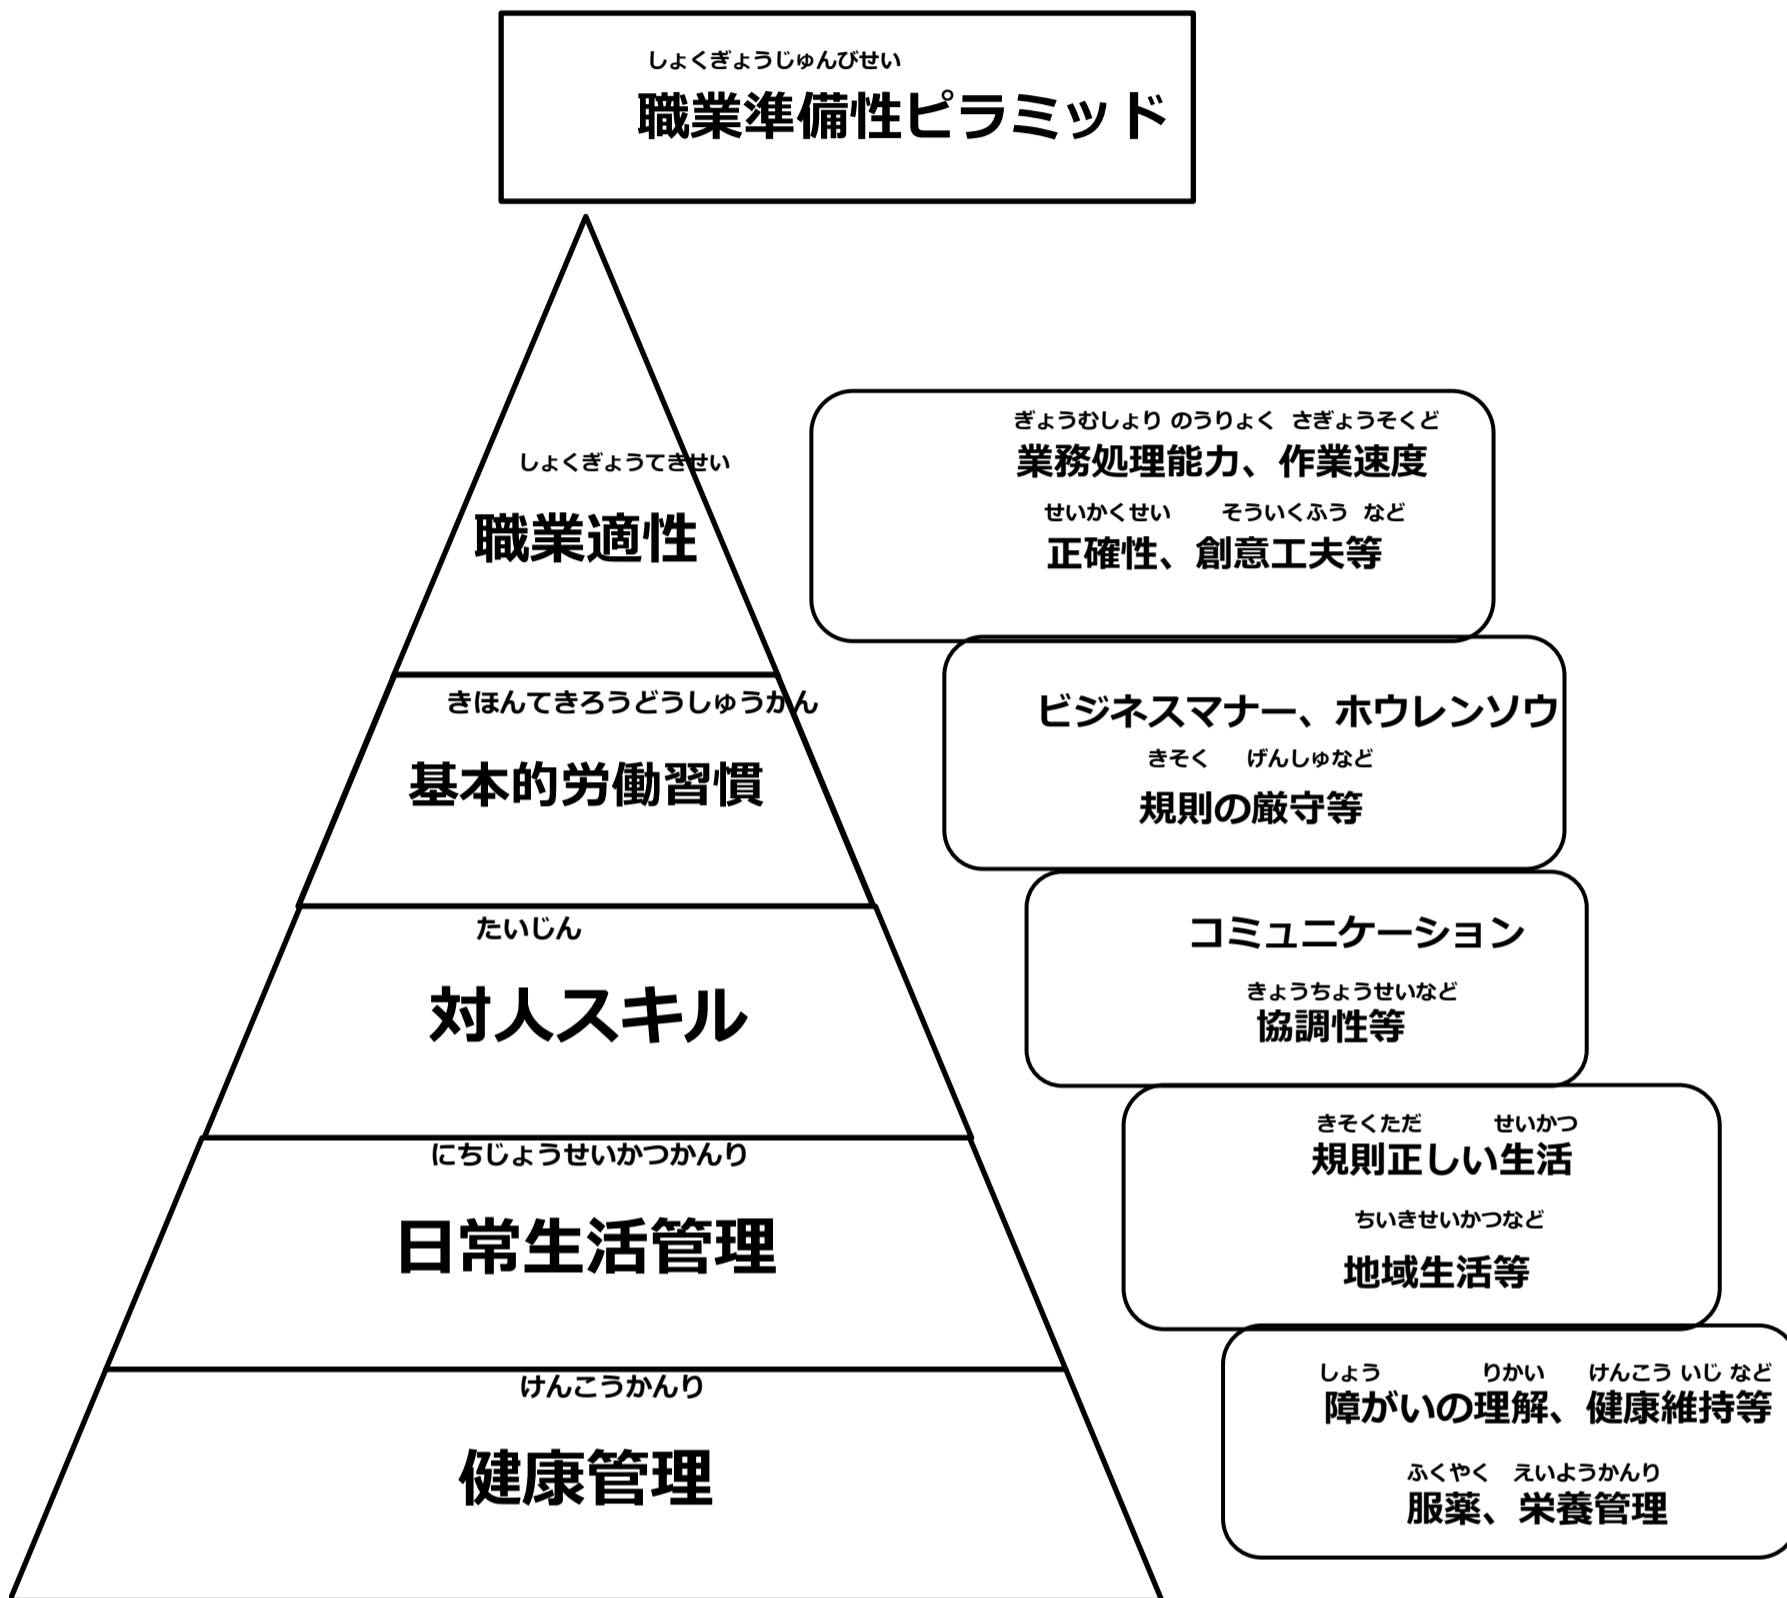 しょくぎょうじゅんびせい
職業準備性ピラミッド
しょくぎょうてきせい
職業適性
ぎょうむしょり のうりょく さぎょうそくど
業務処理能力、作業速度
せいかくせい そういくふう など
正確性、創意工夫等
きほんてきろうどうしゅうかん
基本的労働習慣
ビジネスマナー、ホウレンソウ
きそく げんしゅなど
規則の厳守等
たいじん
対人スキル
コミュニケーション
きょうちょうせいなど
協調性等
にちじょうせいかつかんり
日常生活管理
きそくただ せいかつ
規則正しい生活
ちいきせいかつなど
地域生活等
けんこうかんり
健康管理
しょう りかい けんこう いじ など
障がいの理解、健康維持等
ふくやく えいようかんり
服薬、栄養管理